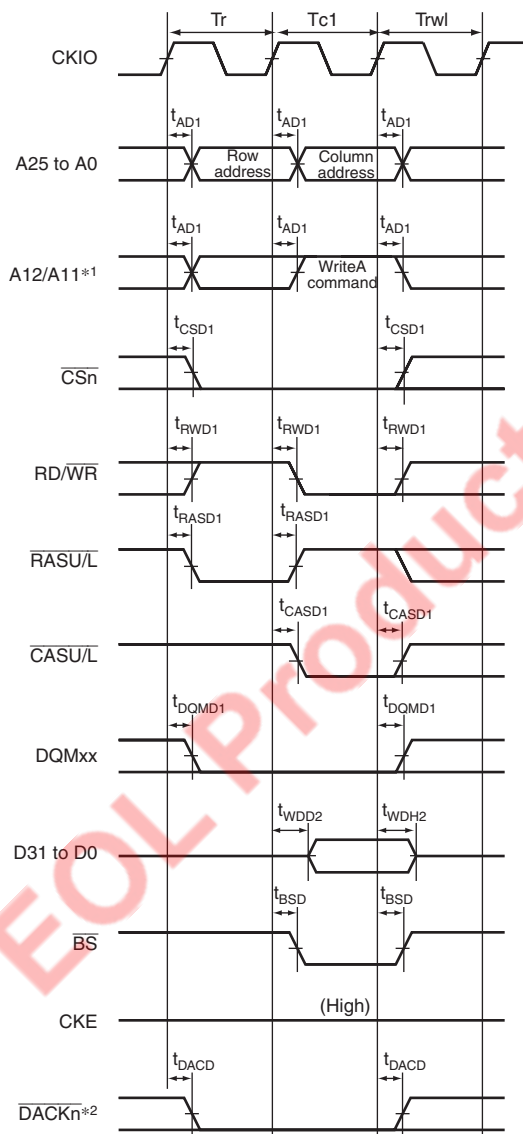 Tr Tc1 Trwl
CKIO
tAD1 tAD1 tAD1
A25 to A0
Row address
Column address
tAD1 tAD1 tAD1
A12/A11*1
WriteA command
tCSD1 tCSD1
CSn
tRWD1 tRWD1 tRWD1
RD/WR
tRASD1 tRASD1
RASU/L
tCASD1 tCASD1
CASU/L
tDQMD1 tDQMD1
DQMxx
tWDD2 tWDH2
D31 to D0
tBSD tBSD
BS
(High)
CKE
tDACD tDACD
DACKn*2
EOL Product